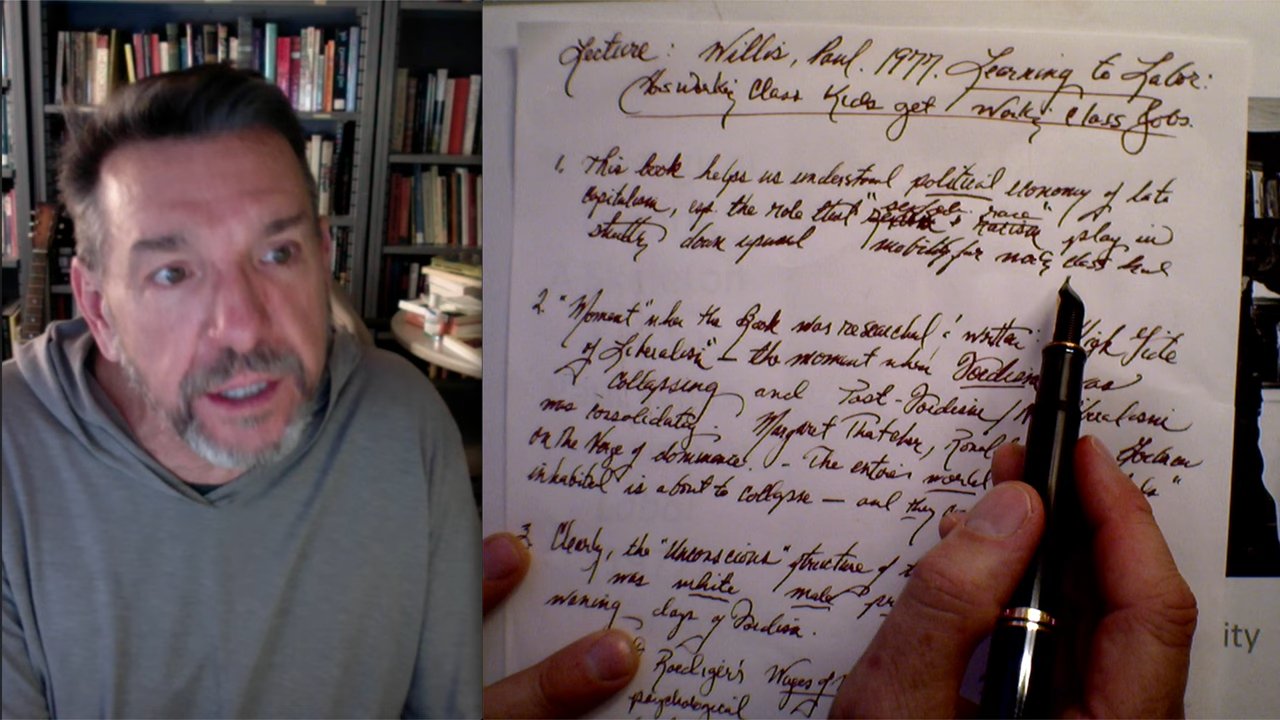 Lecture: Willis, Paul. 1977. Learning to Labor:
How Working Class Kids get Working Class Jobs.
1. This book helps us understand political economy of late
capitalism, esp. the role that "sexism race"
& racism play in
shutting down upward mobility for working class
2. "Moment" when the Book was researched & written: High Tide
of Liberalism" – the moment when Fordism was
collapsing and Post-Fordism/
was consolidating. Margaret Thatcher,
on the verge of dominance. - The entire world
inhabited is about to collapse – and they
3. Clearly, the "Unconscious" structure of
was white male
waning days of Fordism.
Roediger's Wages of
psychological
ity